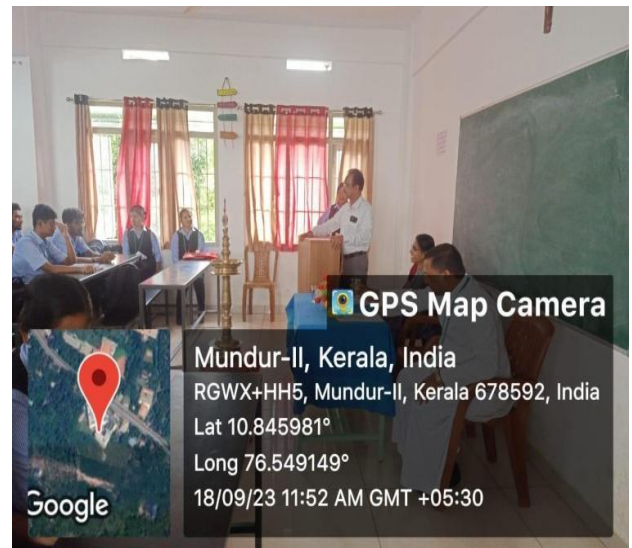 GPS Map Camera
Mundur-II, Kerala, India
RGWX+HH5, Mundur-II, Kerala 678592, India
Lat 10.845981°
Long 76.549149°
18/09/23 11:52 AM GMT +05:30
Google